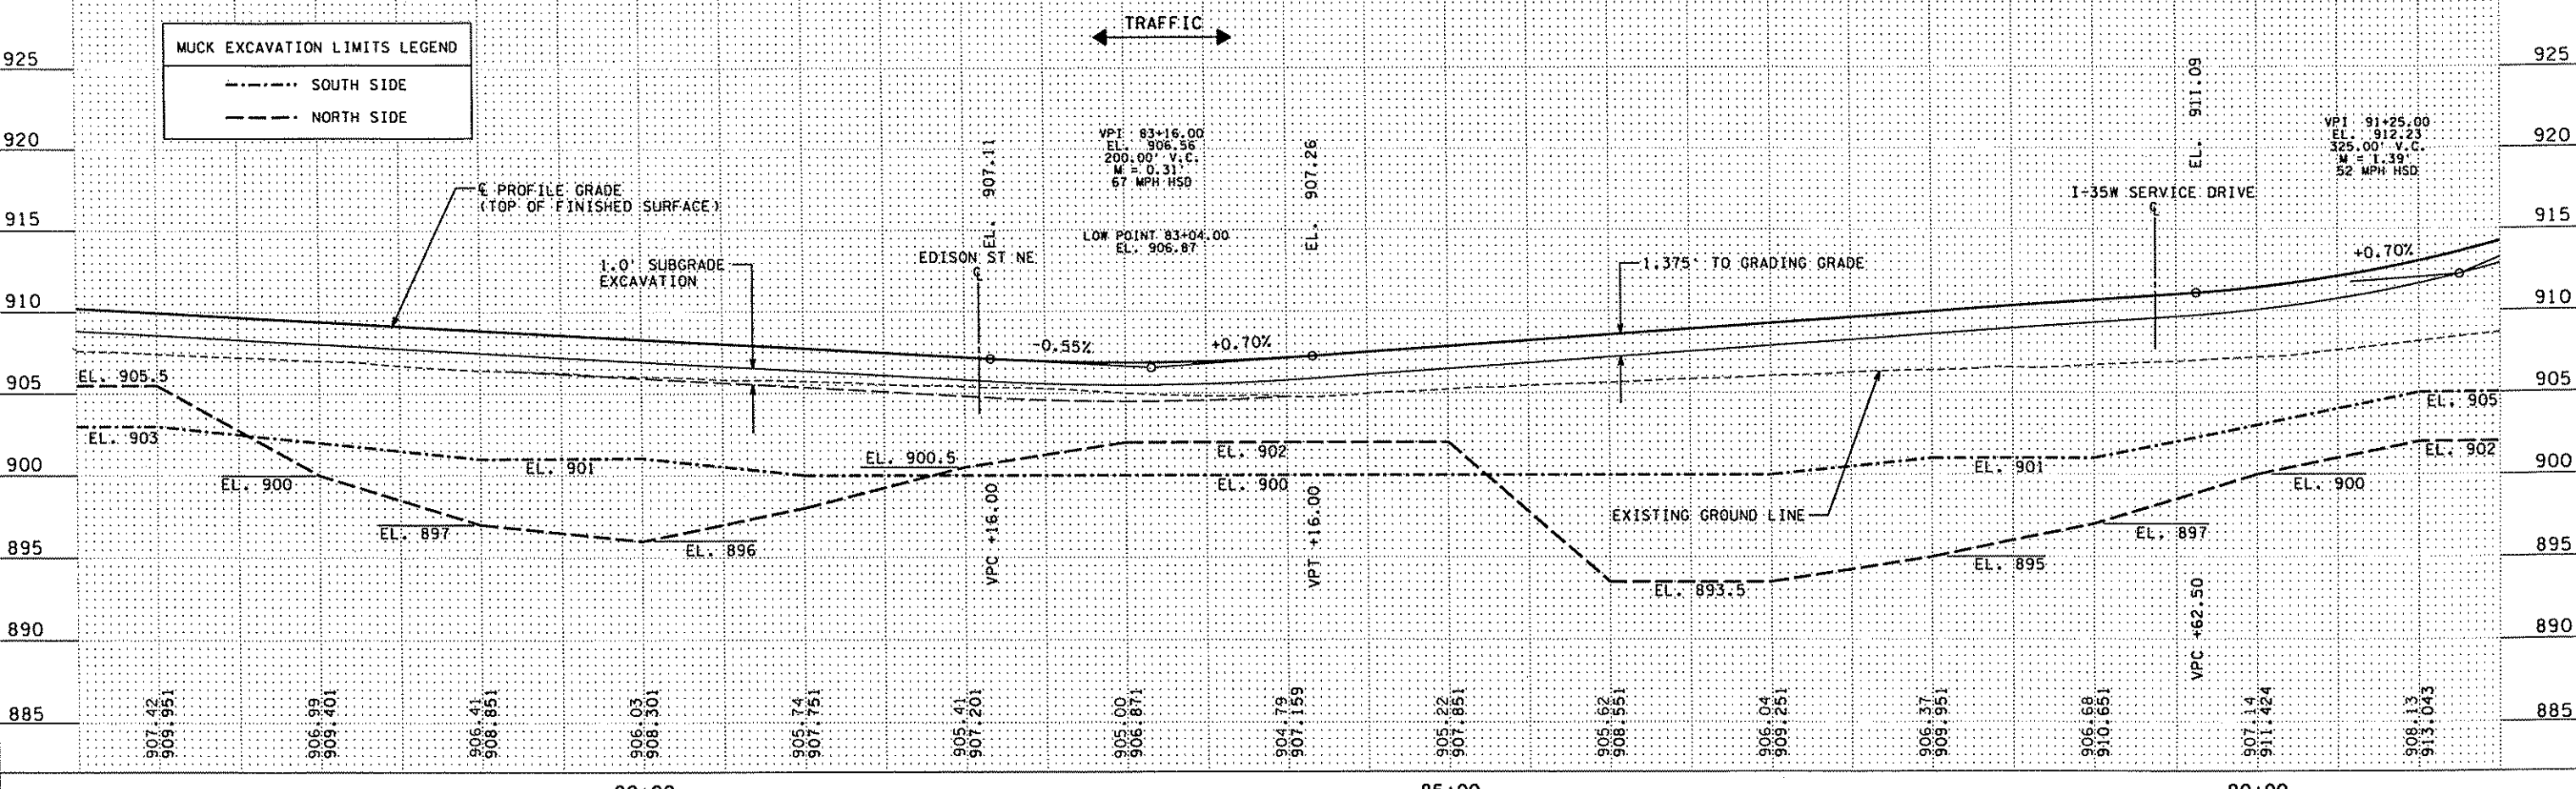 TRAFFIC
MUCK EXCAVATION LIMITS LEGEND
SOUTH SIDE
NORTH SIDE
925
920
915
910
905
900
895
890
885
925
920
915
910
905
900
895
890
885
℄ PROFILE GRADE
(TOP OF FINISHED SURFACE)
1.0' SUBGRADE
EXCAVATION
EDISON ST NE
℄
EL. 907.11
VPI 83+16.00
EL. 906.56
200.00' V.C.
M = 0.31'
67 MPH HSD
LOW POINT 83+04.00
EL. 906.87
EL. 907.26
-0.55%
+0.70%
1.375' TO GRADING GRADE
I-35W SERVICE DRIVE
℄
EL. 911.09
VPI 91+25.00
EL. 912.23
325.00' V.C.
M = 1.39'
52 MPH HSD
+0.70%
EL. 905.5
EL. 903
EL. 900
EL. 901
EL. 897
EL. 896
EL. 900.5
EL. 902
EL. 900
VPC +16.00
VPT +16.00
EXISTING GROUND LINE
EL. 893.5
EL. 901
EL. 895
EL. 897
EL. 900
EL. 905
EL. 902
VPC +62.50
907.42
909.951
906.99
909.401
906.41
908.851
906.03
908.301
905.74
907.751
905.41
907.201
905.00
906.871
904.79
907.159
905.22
907.851
905.62
908.551
906.04
909.251
906.37
909.951
906.68
910.651
907.14
911.424
908.13
913.043